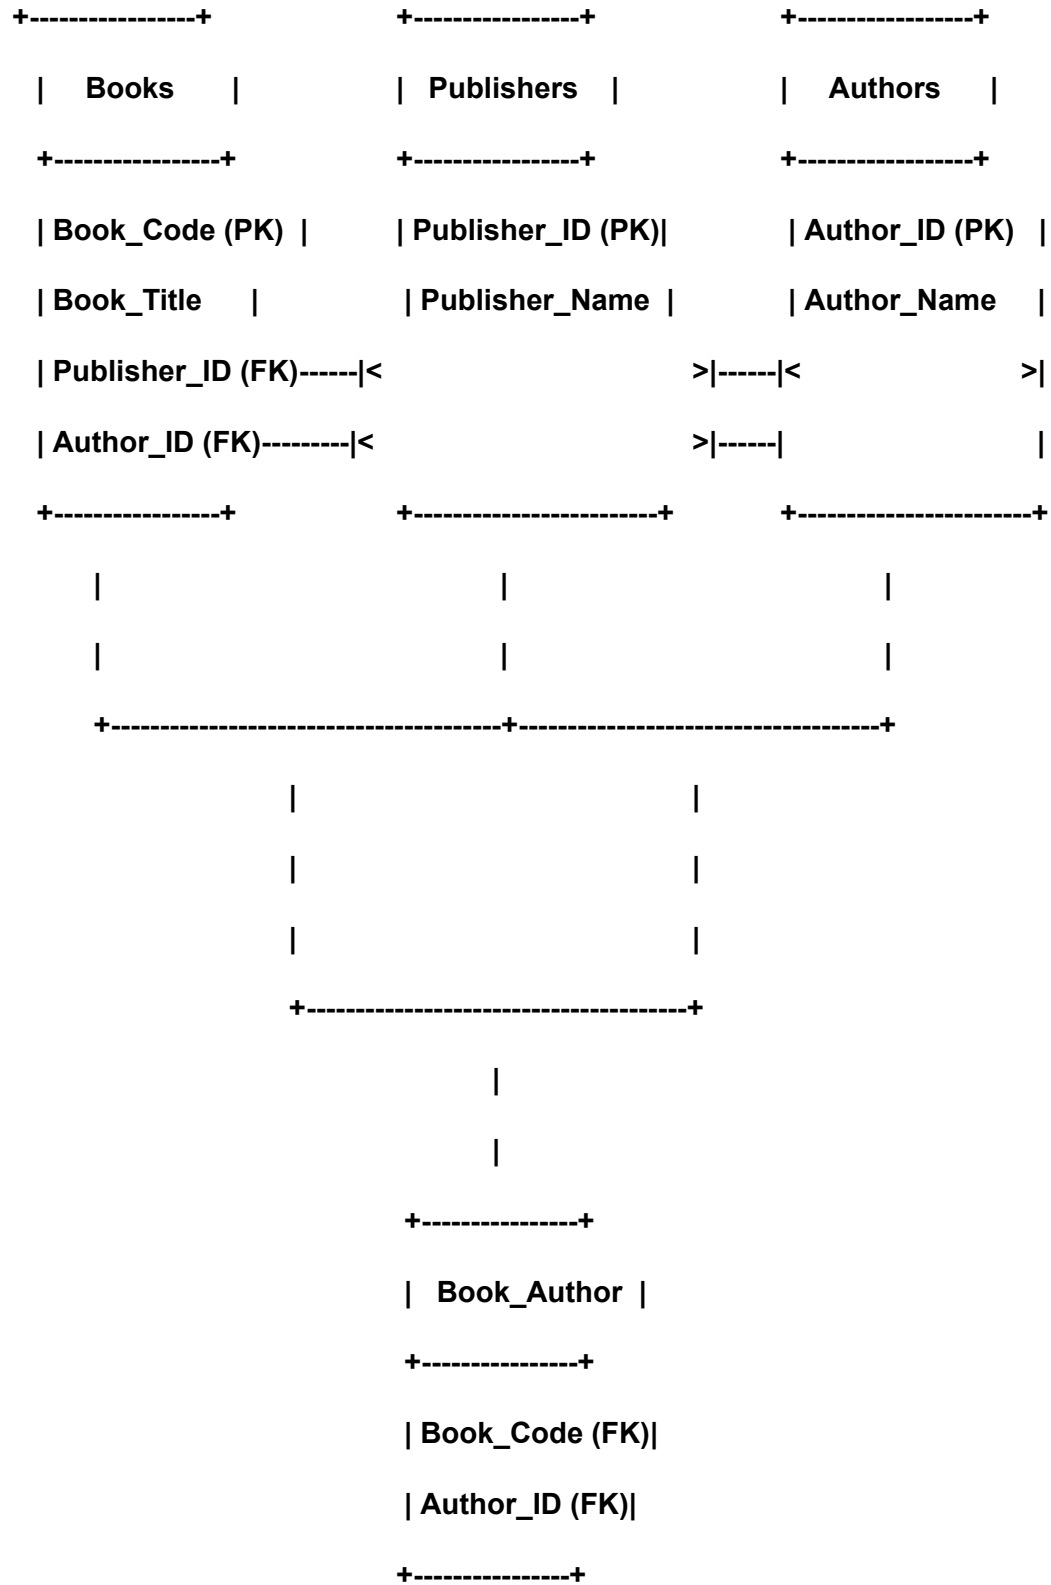 +-----------------+ +-----------------+ +------------------+
| Books | | Publishers | | Authors |
+-----------------+ +-----------------+ +------------------+
| Book_Code (PK) | | Publisher_ID (PK)| | Author_ID (PK) |
| Book_Title | | Publisher_Name | | Author_Name |
| Publisher_ID (FK)------|< >|------|< >|
| Author_ID (FK)---------|< >|------| |
+-----------------+ +-------------------------+ +------------------------+
| | |
| | |
+----------------------------------------+-------------------------------------+
| |
| |
| |
+---------------------------------------+
|
|
+----------------+
| Book_Author |
+----------------+
| Book_Code (FK)|
| Author_ID (FK)|
+----------------+